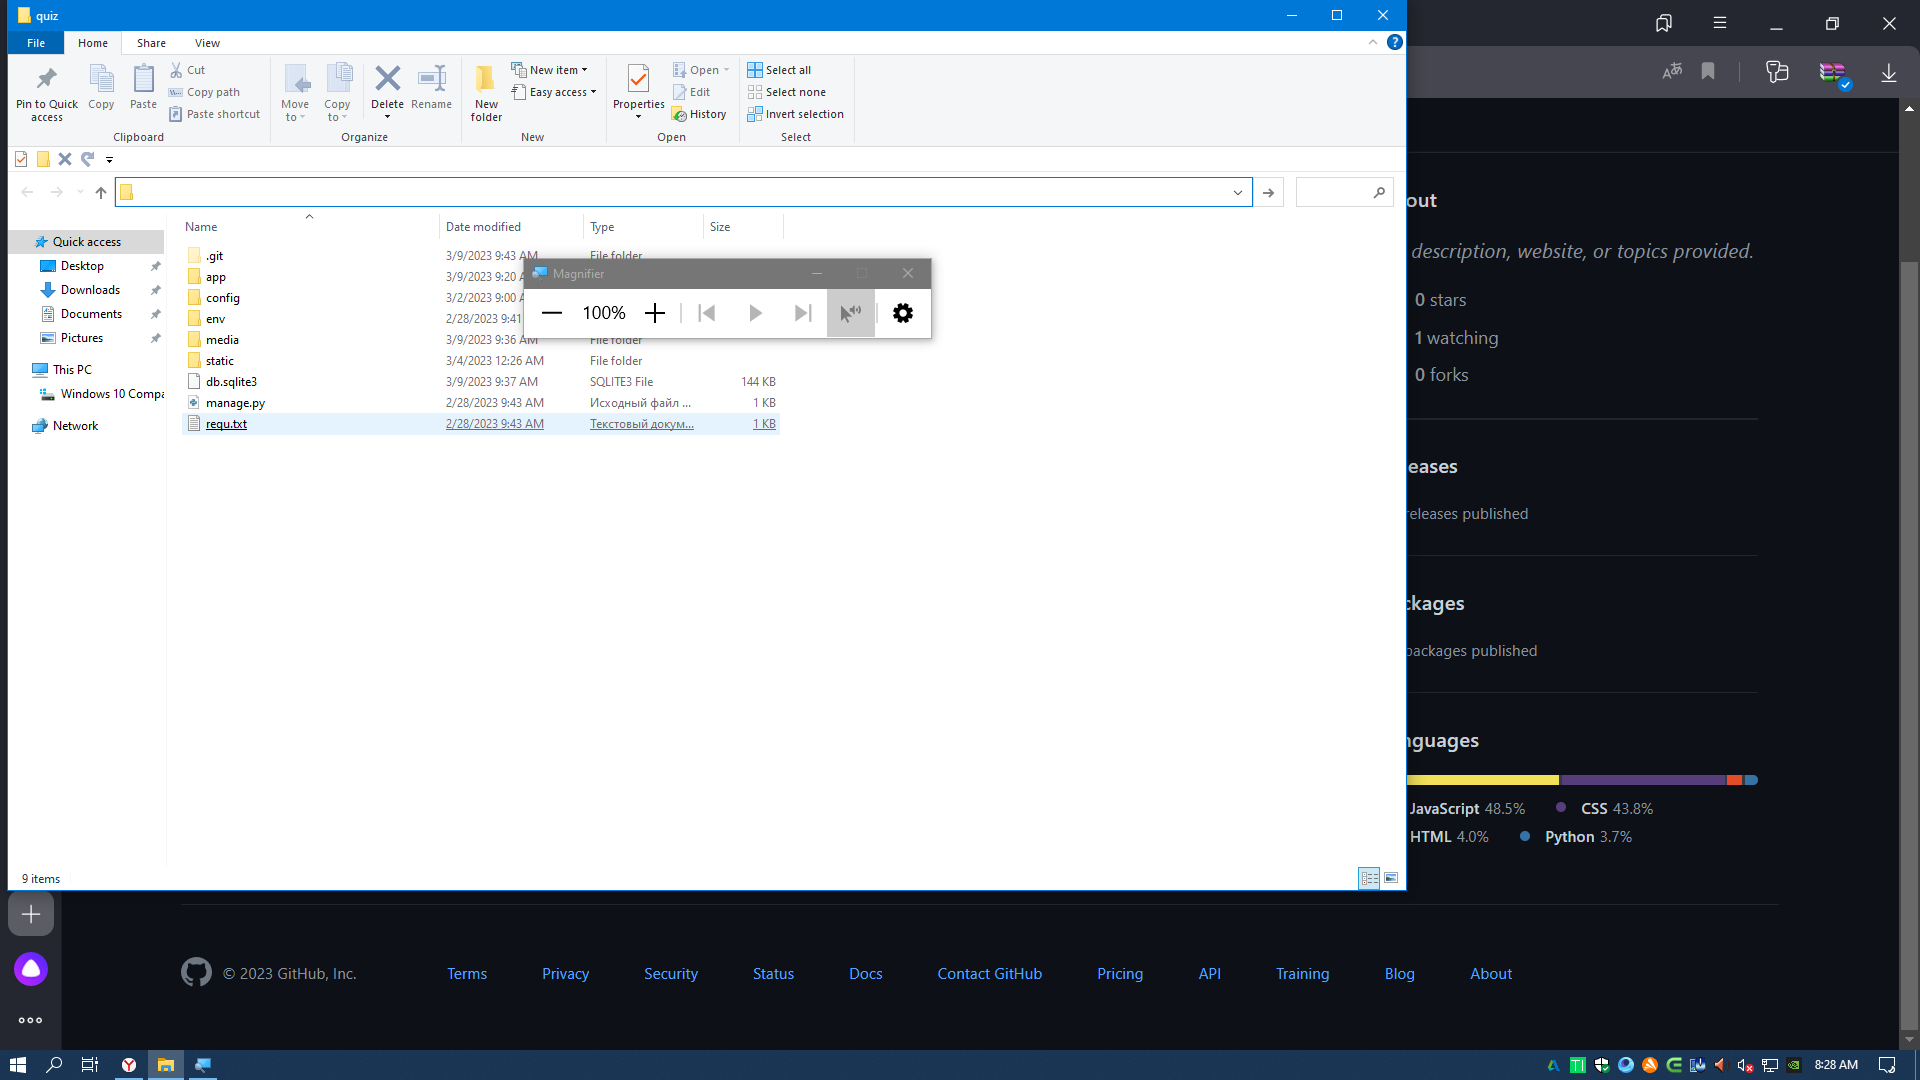 quiz
File Home Share View
Pin to Quick access
Copy
Paste
Cut
Copy path
Paste shortcut
Clipboard
Move to
Copy to
Delete
Rename
Organize
New folder
New item
Easy access
New
Properties
Open
Edit
History
Open
Select all
Select none
Invert selection
Select
Name Date modified Type Size
Quick access
Desktop
Downloads
Documents
Pictures
This PC
Windows 10 Compa
Network
.git 3/9/2023 9:43 AM File folder
app 3/9/2023 9:20 A
config 3/2/2023 9:00 A
env 2/28/2023 9:41
media 3/9/2023 9:36 AM File folder
static 3/4/2023 12:26 AM File folder
db.sqlite3 3/9/2023 9:37 AM SQLITE3 File 144 KB
manage.py 2/28/2023 9:43 AM Исходный файл ... 1 KB
requ.txt 2/28/2023 9:43 AM Текстовый докум... 1 KB
Magnifier
100%
9 items
out
description, website, or topics provided.
0 stars
1 watching
0 forks
eases
releases published
ckages
packages published
nguages
JavaScript 48.5% CSS 43.8%
HTML 4.0% Python 3.7%
© 2023 GitHub, Inc. Terms Privacy Security Status Docs Contact GitHub Pricing API Training Blog About
8:28 AM